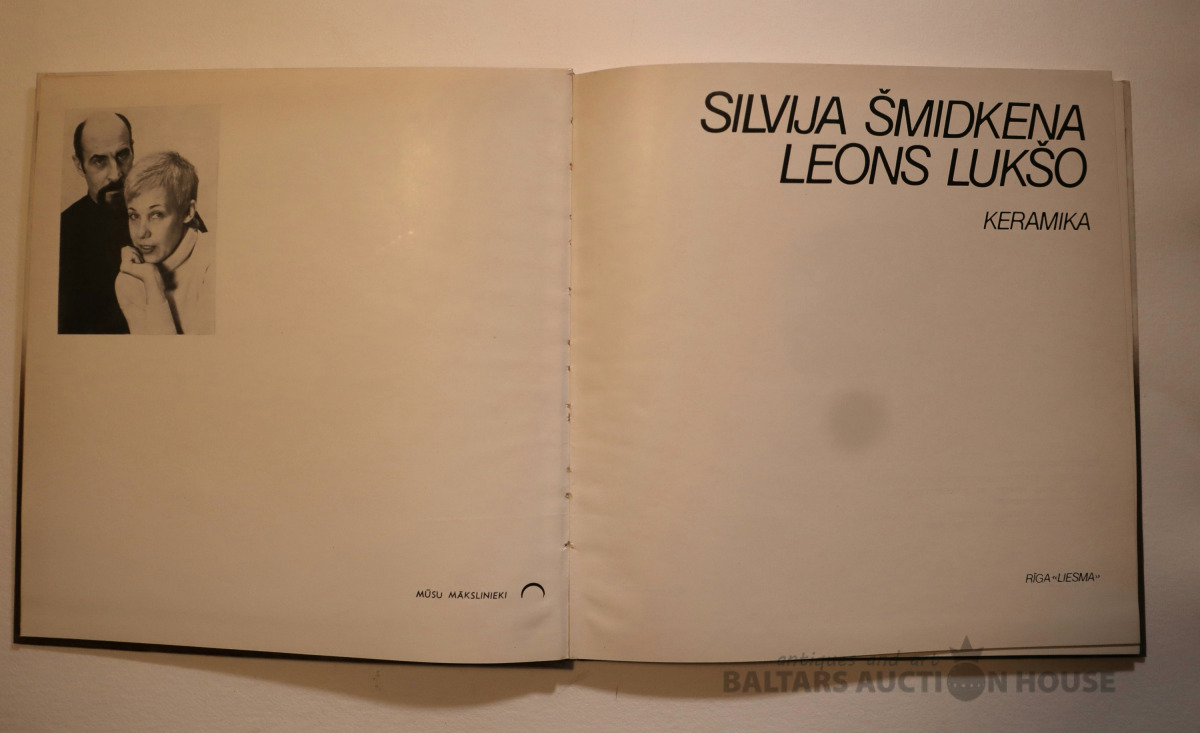 SILVIJA ŠMIDKENA
LEONS LUKŠO
KERAMIKA
MŪSU MĀKSLINIEKI
RĪGA «LIESMA»
antiques and art
BALTARS AUCTION HOUSE